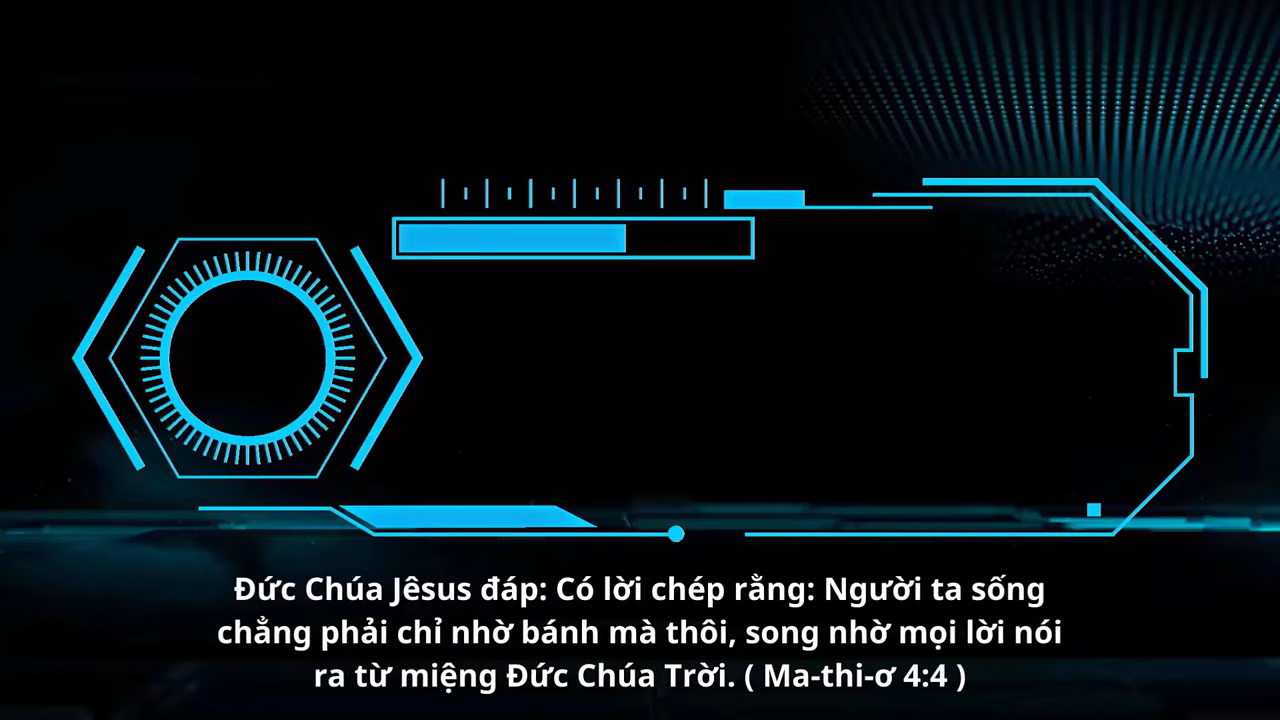 Đức Chúa Jêsus đáp: Có lời chép rằng: Người ta sống
chẳng phải chỉ nhờ bánh mà thôi, song nhờ mọi lời nói
ra từ miệng Đức Chúa Trời. ( Ma-thi-ơ 4:4 )